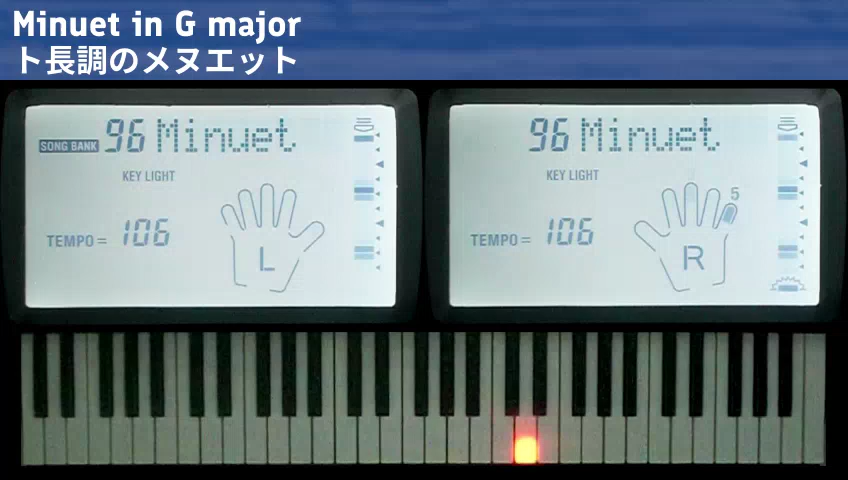 Minuet in G major
ト長調のメヌエット
SONG BANK 96 Minuet
KEY LIGHT
TEMPO = 106
L
96 Minuet
KEY LIGHT
5
TEMPO = 106
R